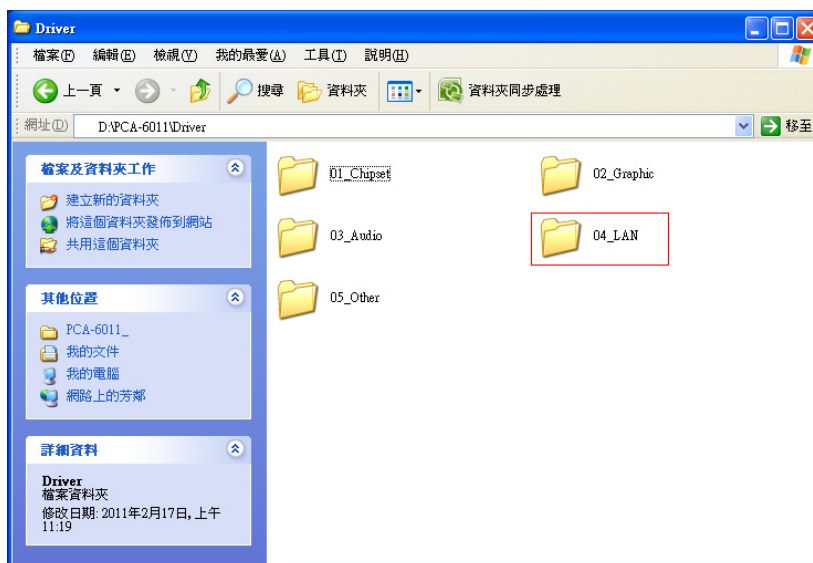 Driver
檔案(F) 編輯(E) 檢視(V) 我的最愛(A) 工具(T) 說明(H)
上一頁 搜尋 資料夾 資料夾同步處理
網址(D) D:\PCA-6011\Driver 移至
檔案及資料夾工作
建立新的資料夾
將這個資料夾發佈到網站
共用這個資料夾
其他位置
PCA-6011_
我的文件
我的電腦
網路上的芳鄰
詳細資料
Driver
檔案資料夾
修改日期: 2011年2月17日, 上午
11:19
01_Chipset 02_Graphic
03_Audio 04_LAN
05_Other